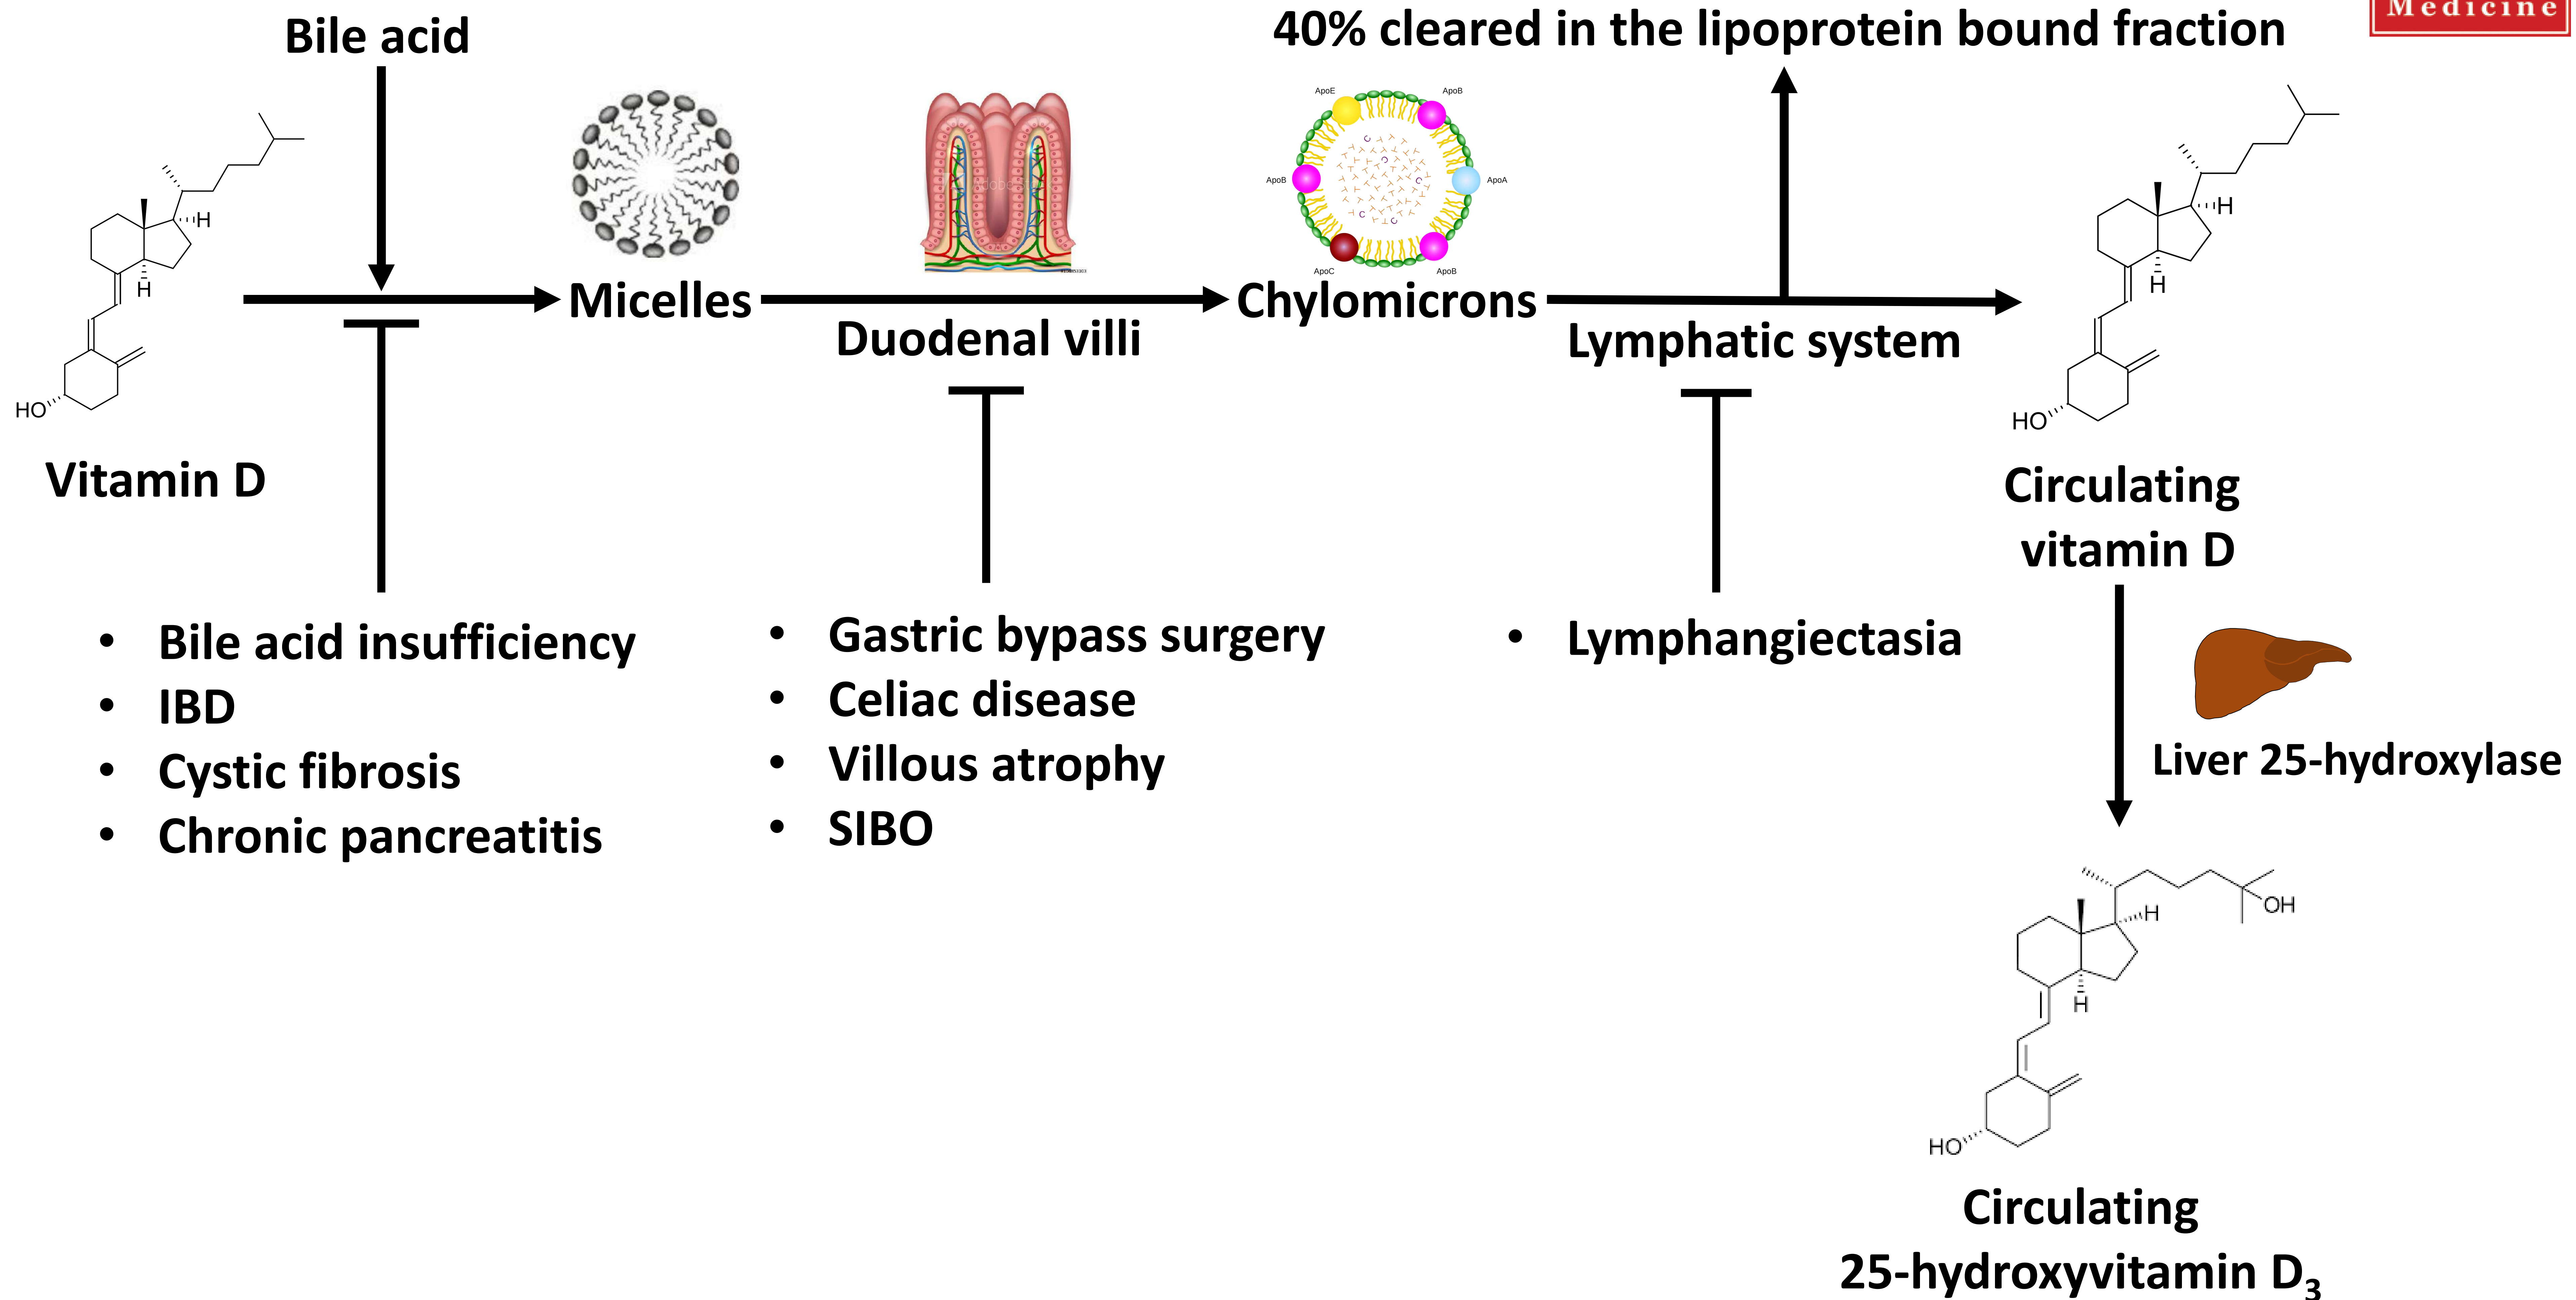 Bile acid
40% cleared in the lipoprotein bound fraction
Medicine
HO
H
H
Vitamin D
Micelles
Duodenal villi
ApoE
ApoB
ApoB
ApoA
ApoC
ApoB
C
C
C
C
C
Chylomicrons
Lymphatic system
H
H
HO
Circulating
vitamin D
• Bile acid insufficiency
• IBD
• Cystic fibrosis
• Chronic pancreatitis
• Gastric bypass surgery
• Celiac disease
• Villous atrophy
• SIBO
• Lymphangiectasia
Liver 25-hydroxylase
OH
H
H
HO
Circulating
25-hydroxyvitamin D₃